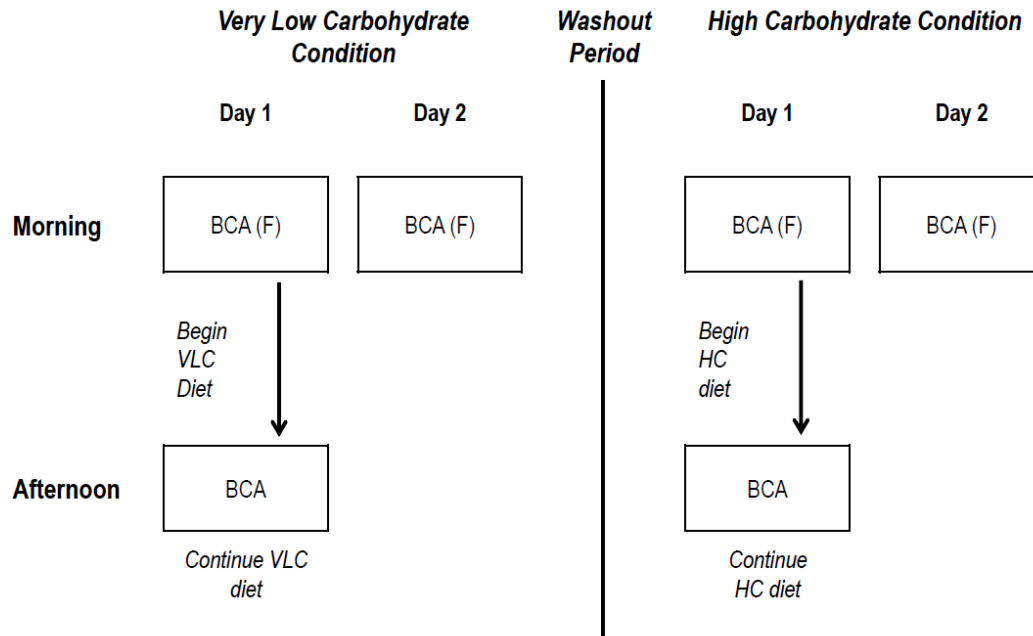 Very Low Carbohydrate
Condition
Washout
Period
High Carbohydrate Condition
Day 1
Day 2
Day 1
Day 2
Morning
BCA (F)
BCA (F)
BCA (F)
BCA (F)
Begin
VLC
Diet
Begin
HC
diet
Afternoon
BCA
BCA
Continue VLC
diet
Continue
HC diet